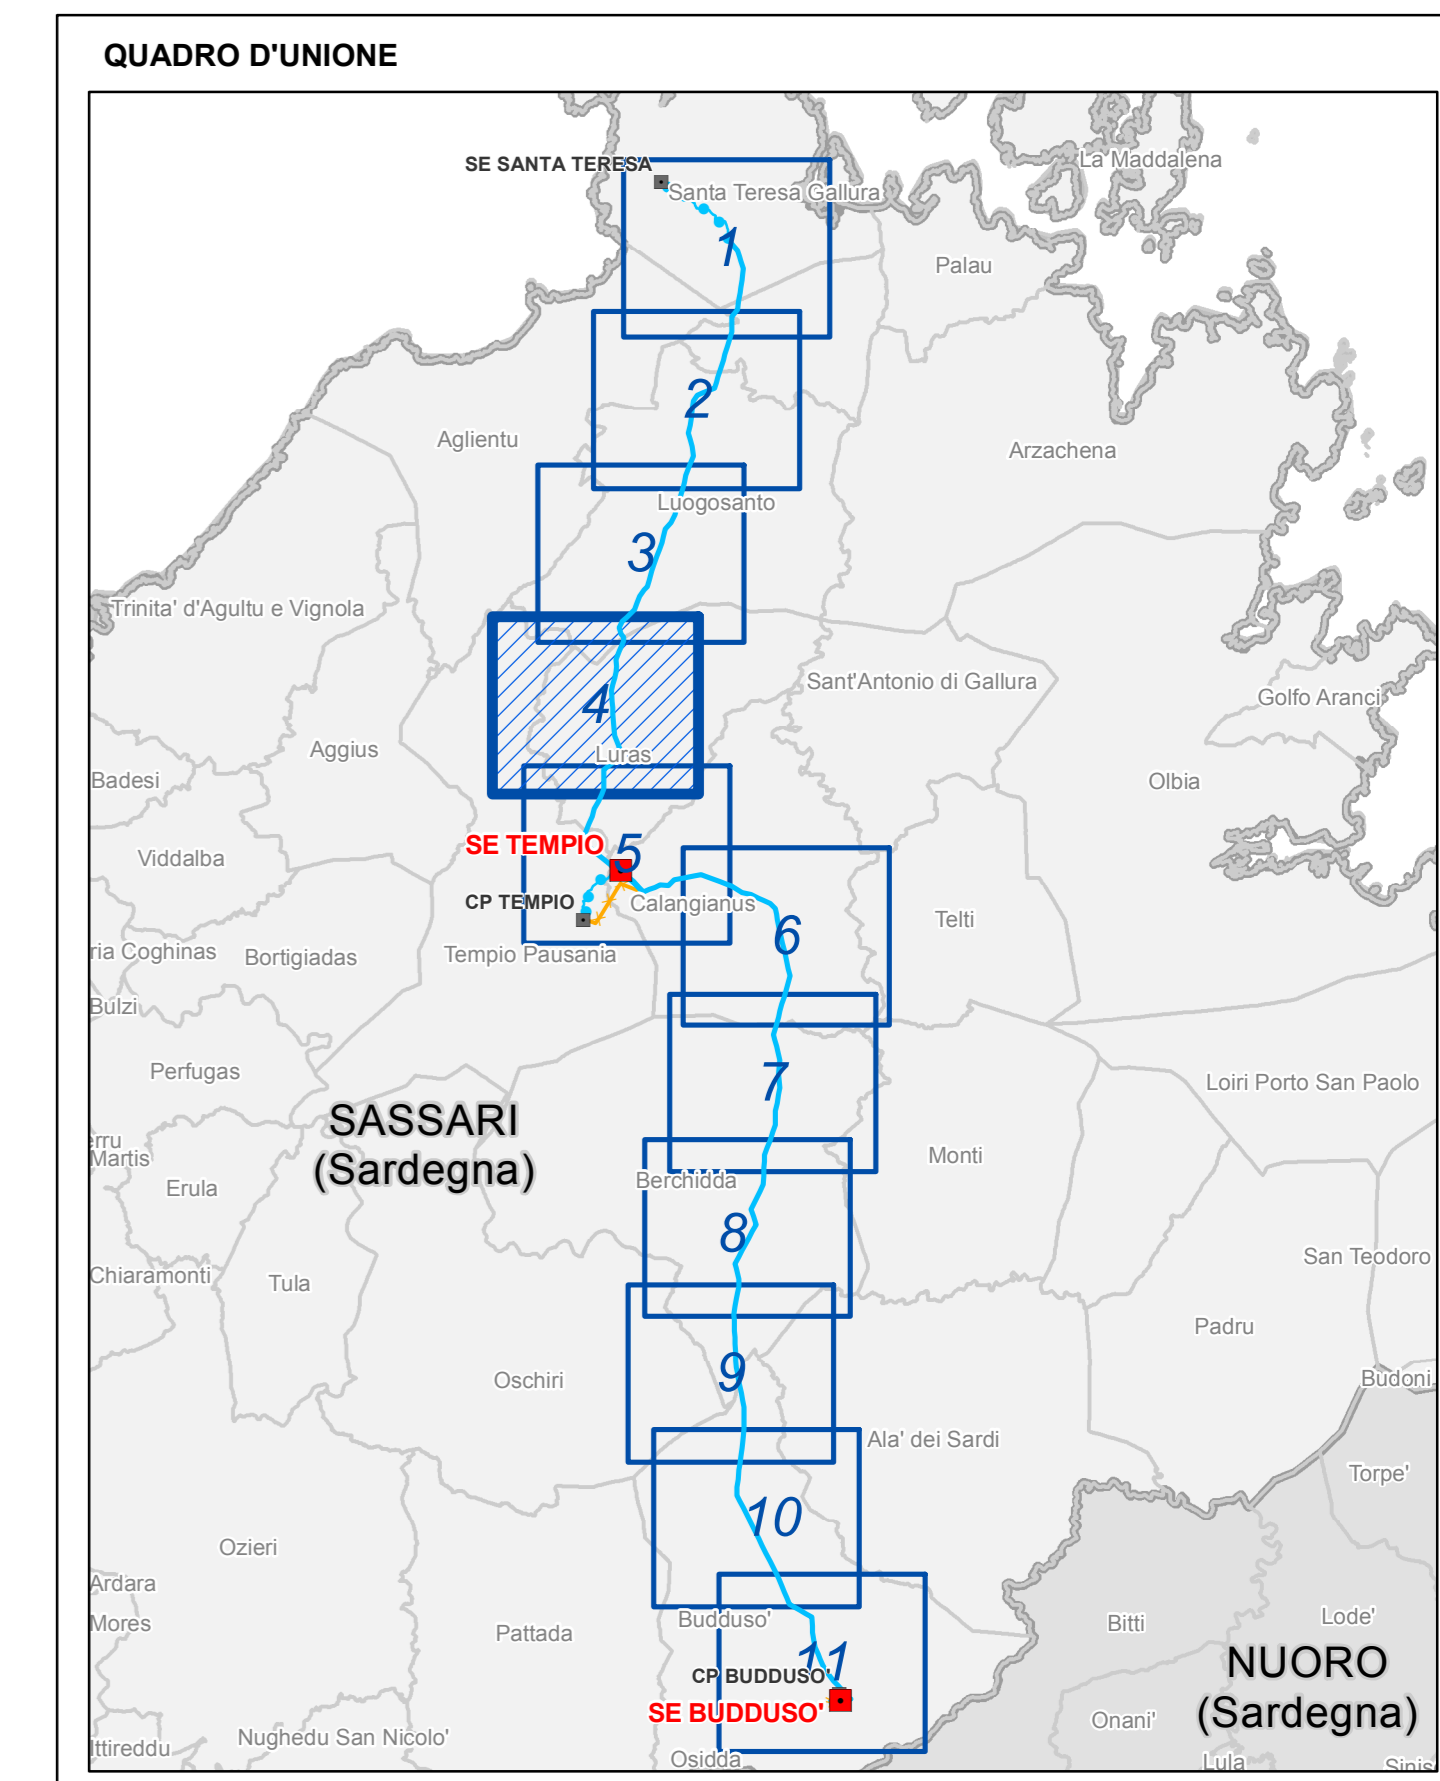 QUADRO D'UNIONE
SE SANTA TERESA
La Maddalena
Santa Teresa Gallura
1
Palau
2
Aglientu
Arzachena
Luogosanto
3
Trinita' d'Agultu e Vignola
Sant'Antonio di Gallura
Golfo Aranci
4
Aggius
Luras
Badesi
Olbia
SE TEMPIO
5
Viddalba
CP TEMPIO
Calangianus
Telti
6
ria Coghinas
Bortigiadas
Tempio Pausania
Bulzi
Perfugas
7
Loiri Porto San Paolo
SASSARI
(Sardegna)
erru
Martis
Monti
Erula
Berchidda
8
San Teodoro
Chiaramonti
Tula
Padru
9
Oschiri
Budoni
Ala' dei Sardi
Torpe'
10
Ozieri
Ardara
Mores
Budduso'
Bitti
Lode'
Pattada
11
CP BUDDUSO'
NUORO
(Sardegna)
SE BUDDUSO'
Onani'
Nughedu San Nicolo'
Ittireddu
Osidda
Lula
Sinis